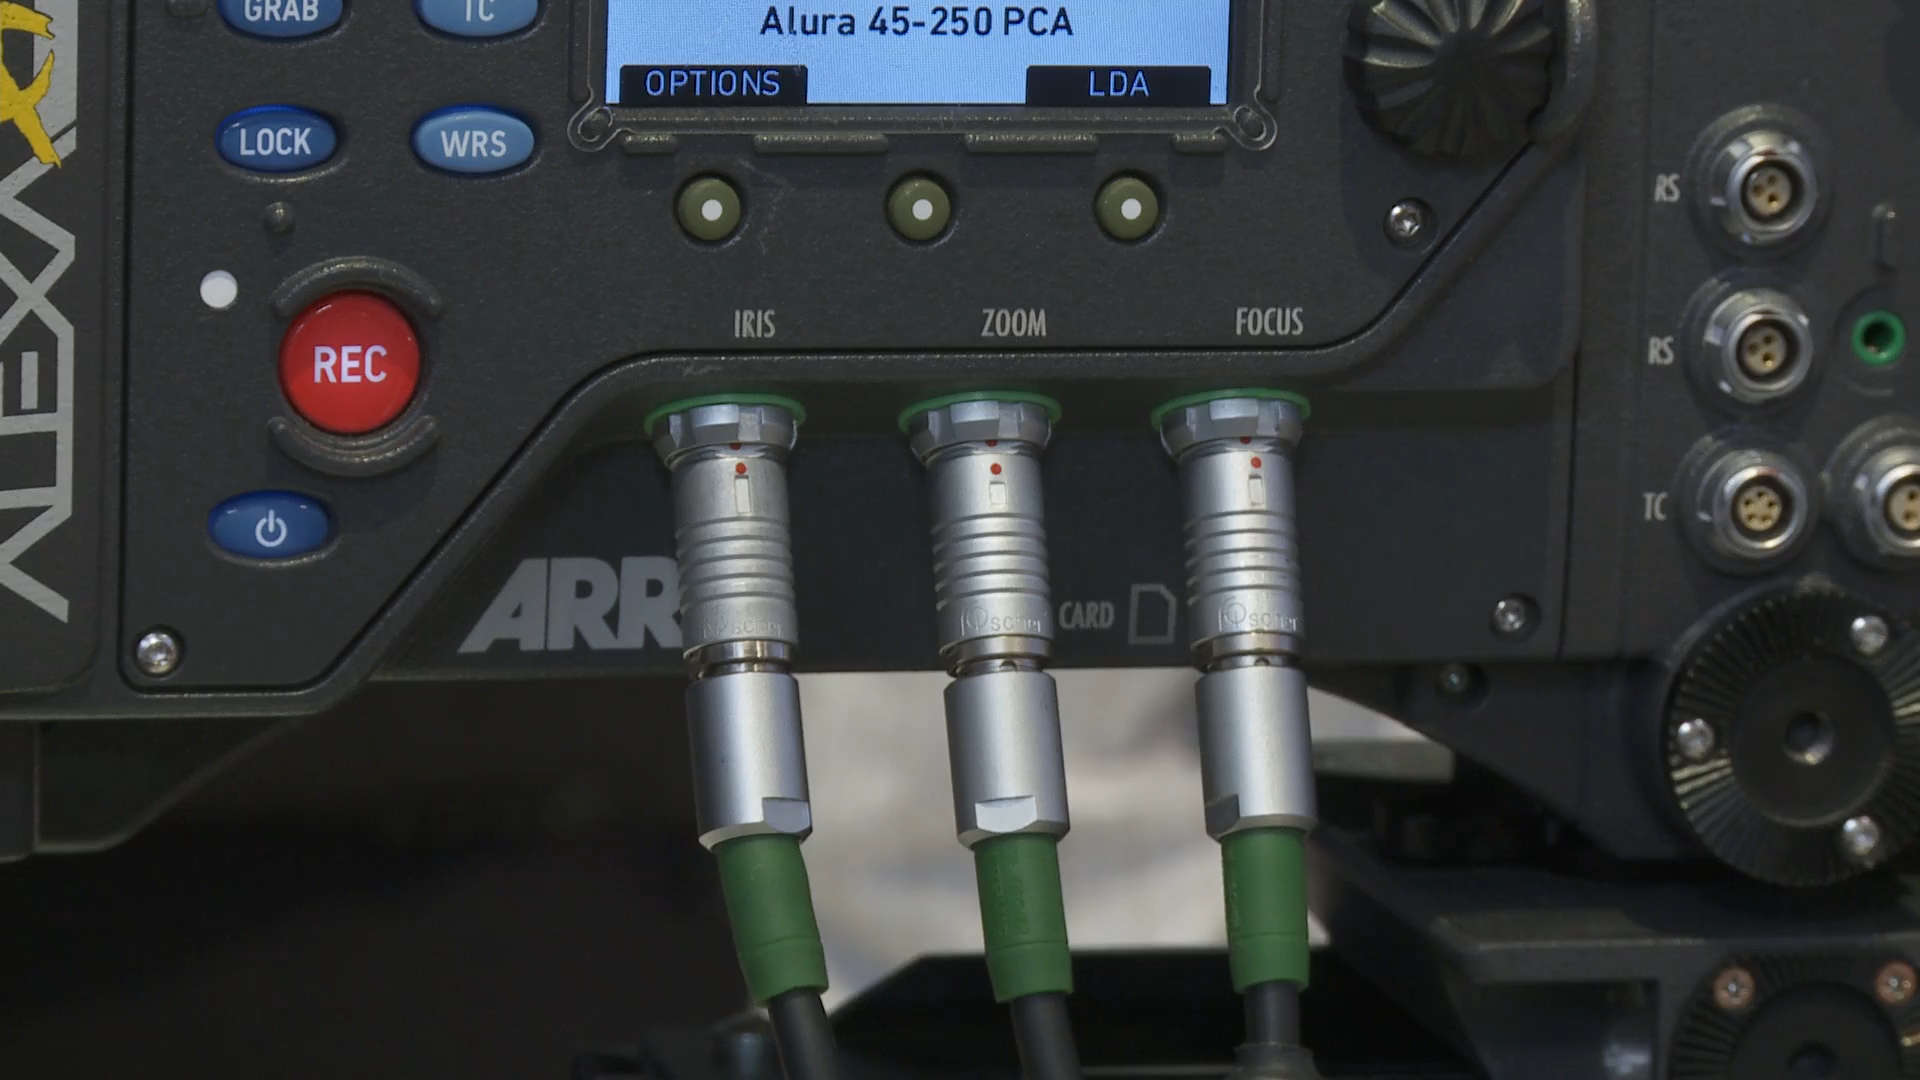 GRAB
TC
Alura 45-250 PCA
OPTIONS
LDA
LOCK
WRS
RS
REC
IRIS
ZOOM
FOCUS
RS
TC
ARR
CARD
ALEXA